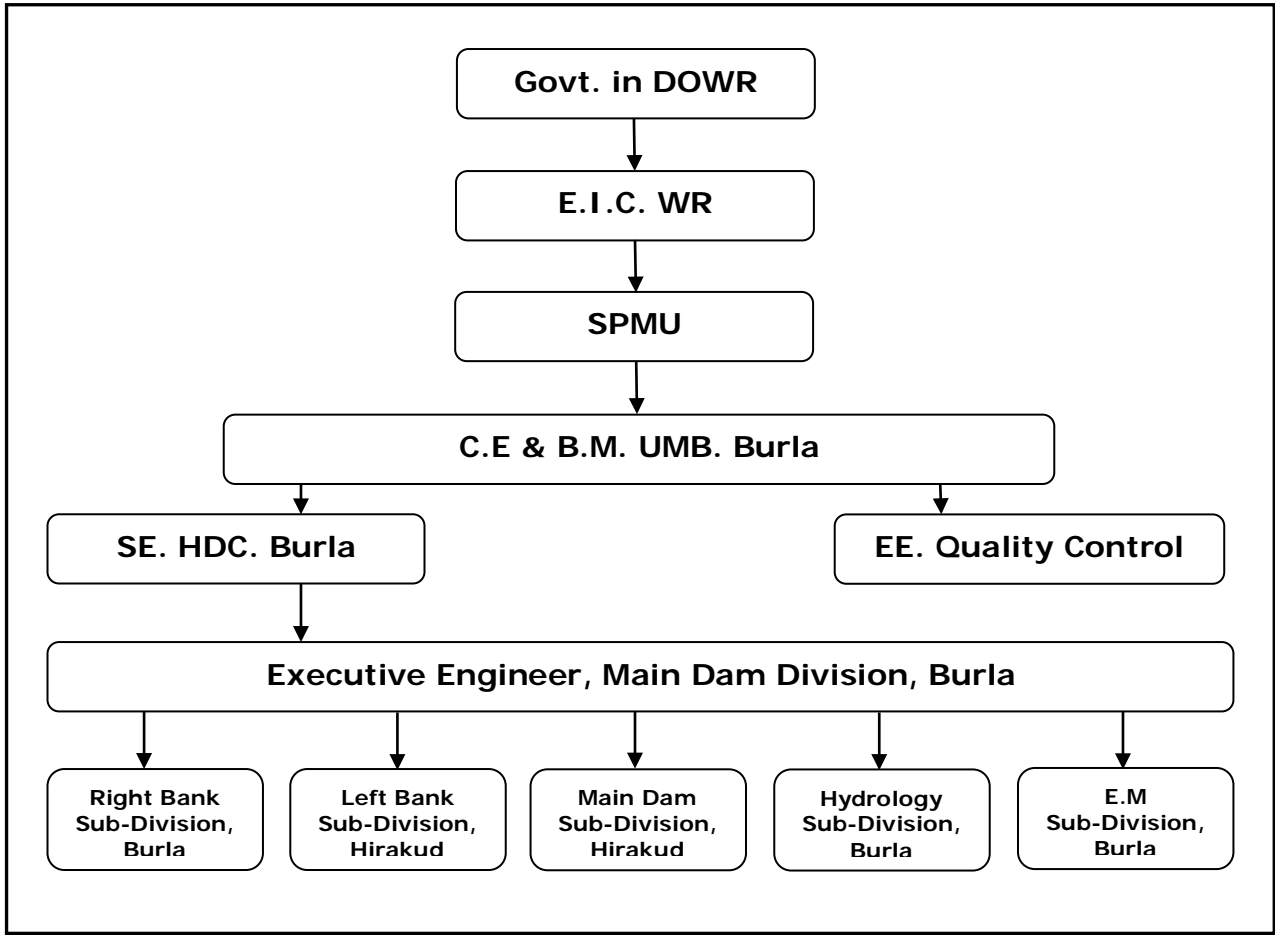 Govt. in DOWR
E.I.C. WR
SPMU
C.E & B.M. UMB. Burla
SE. HDC. Burla
EE. Quality Control
Executive Engineer, Main Dam Division, Burla
Right Bank
Sub-Division,
Burla
Left Bank
Sub-Division,
Hirakud
Main Dam
Sub-Division,
Hirakud
Hydrology
Sub-Division,
Burla
E.M
Sub-Division,
Burla